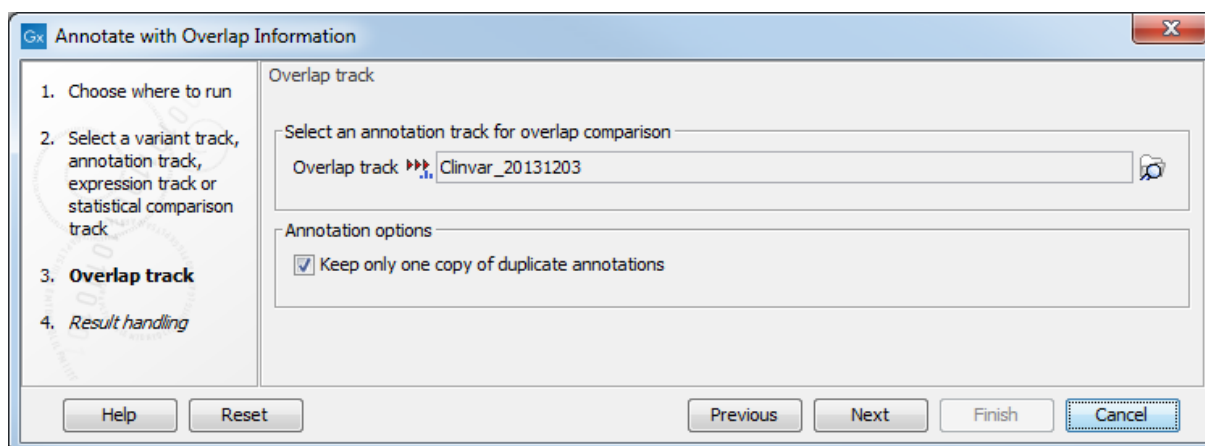 Gx Annotate with Overlap Information
1. Choose where to run
2. Select a variant track,
annotation track,
expression track or
statistical comparison
track
3. Overlap track
4. Result handling
Overlap track
Select an annotation track for overlap comparison
Overlap track Clinvar_20131203
Annotation options
Keep only one copy of duplicate annotations
Help Reset Previous Next Finish Cancel